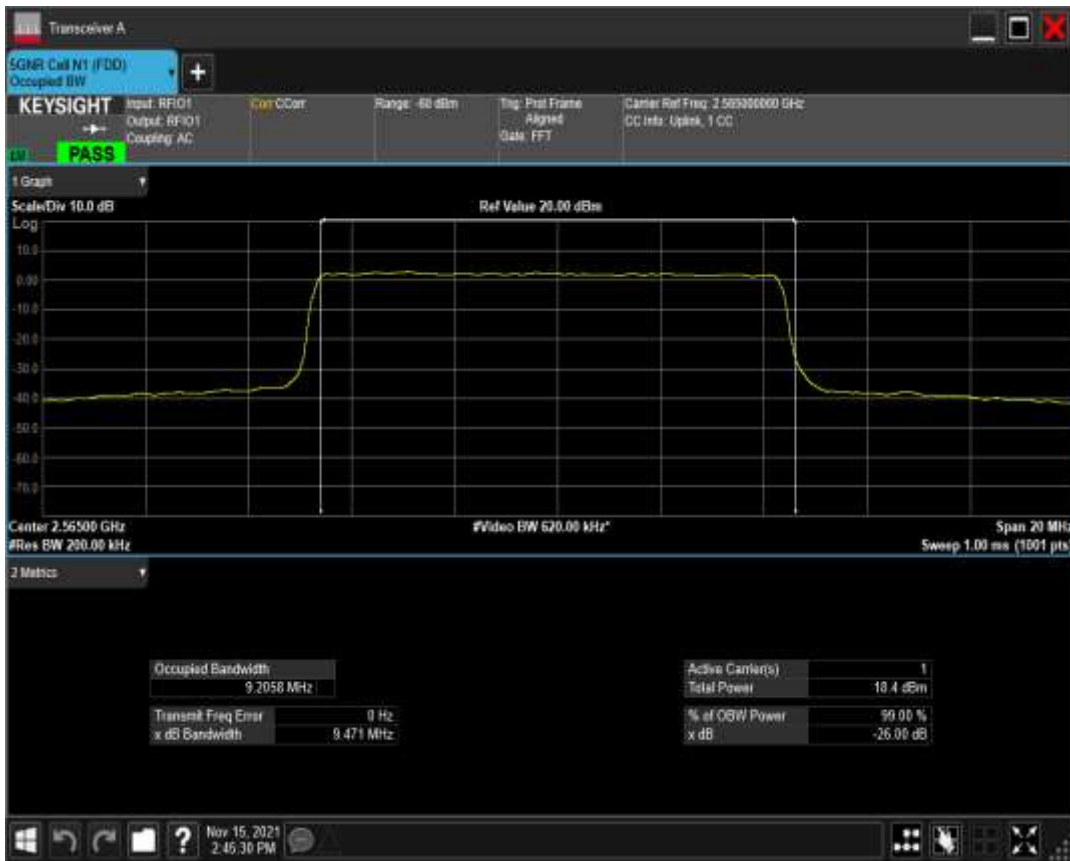 Transceiver A
5GNR Cell N1 (FDD)
Occupied BW
+
KEYSIGHT
Input: RFIO1
Output: RFIO1
Coupling: AC
Corr CCorr
Range: -60 dBm
Trig: Prot Frame
Aligned
Gate: FFT
Carrier Ref Freq: 2.565000000 GHz
CC Info: Uplink, 1 CC
PASS
1 Graph
Scale/Div 10.0 dB
Ref Value 20.00 dBm
Log
10.0
0.00
-10.0
-20.0
-30.0
-40.0
-50.0
-60.0
-70.0
Center 2.56500 GHz
#Video BW 620.00 kHz*
Span 20 MHz
#Res BW 200.00 kHz
Sweep 1.00 ms (1001 pts)
2 Metrics
Occupied Bandwidth
9.2058 MHz
Transmit Freq Error 0 Hz
x dB Bandwidth 9.471 MHz
Active Carrier(s) 1
Total Power 18.4 dBm
% of OBW Power 99.00 %
x dB -26.00 dB
?
Nov 15, 2021
2:45:30 PM